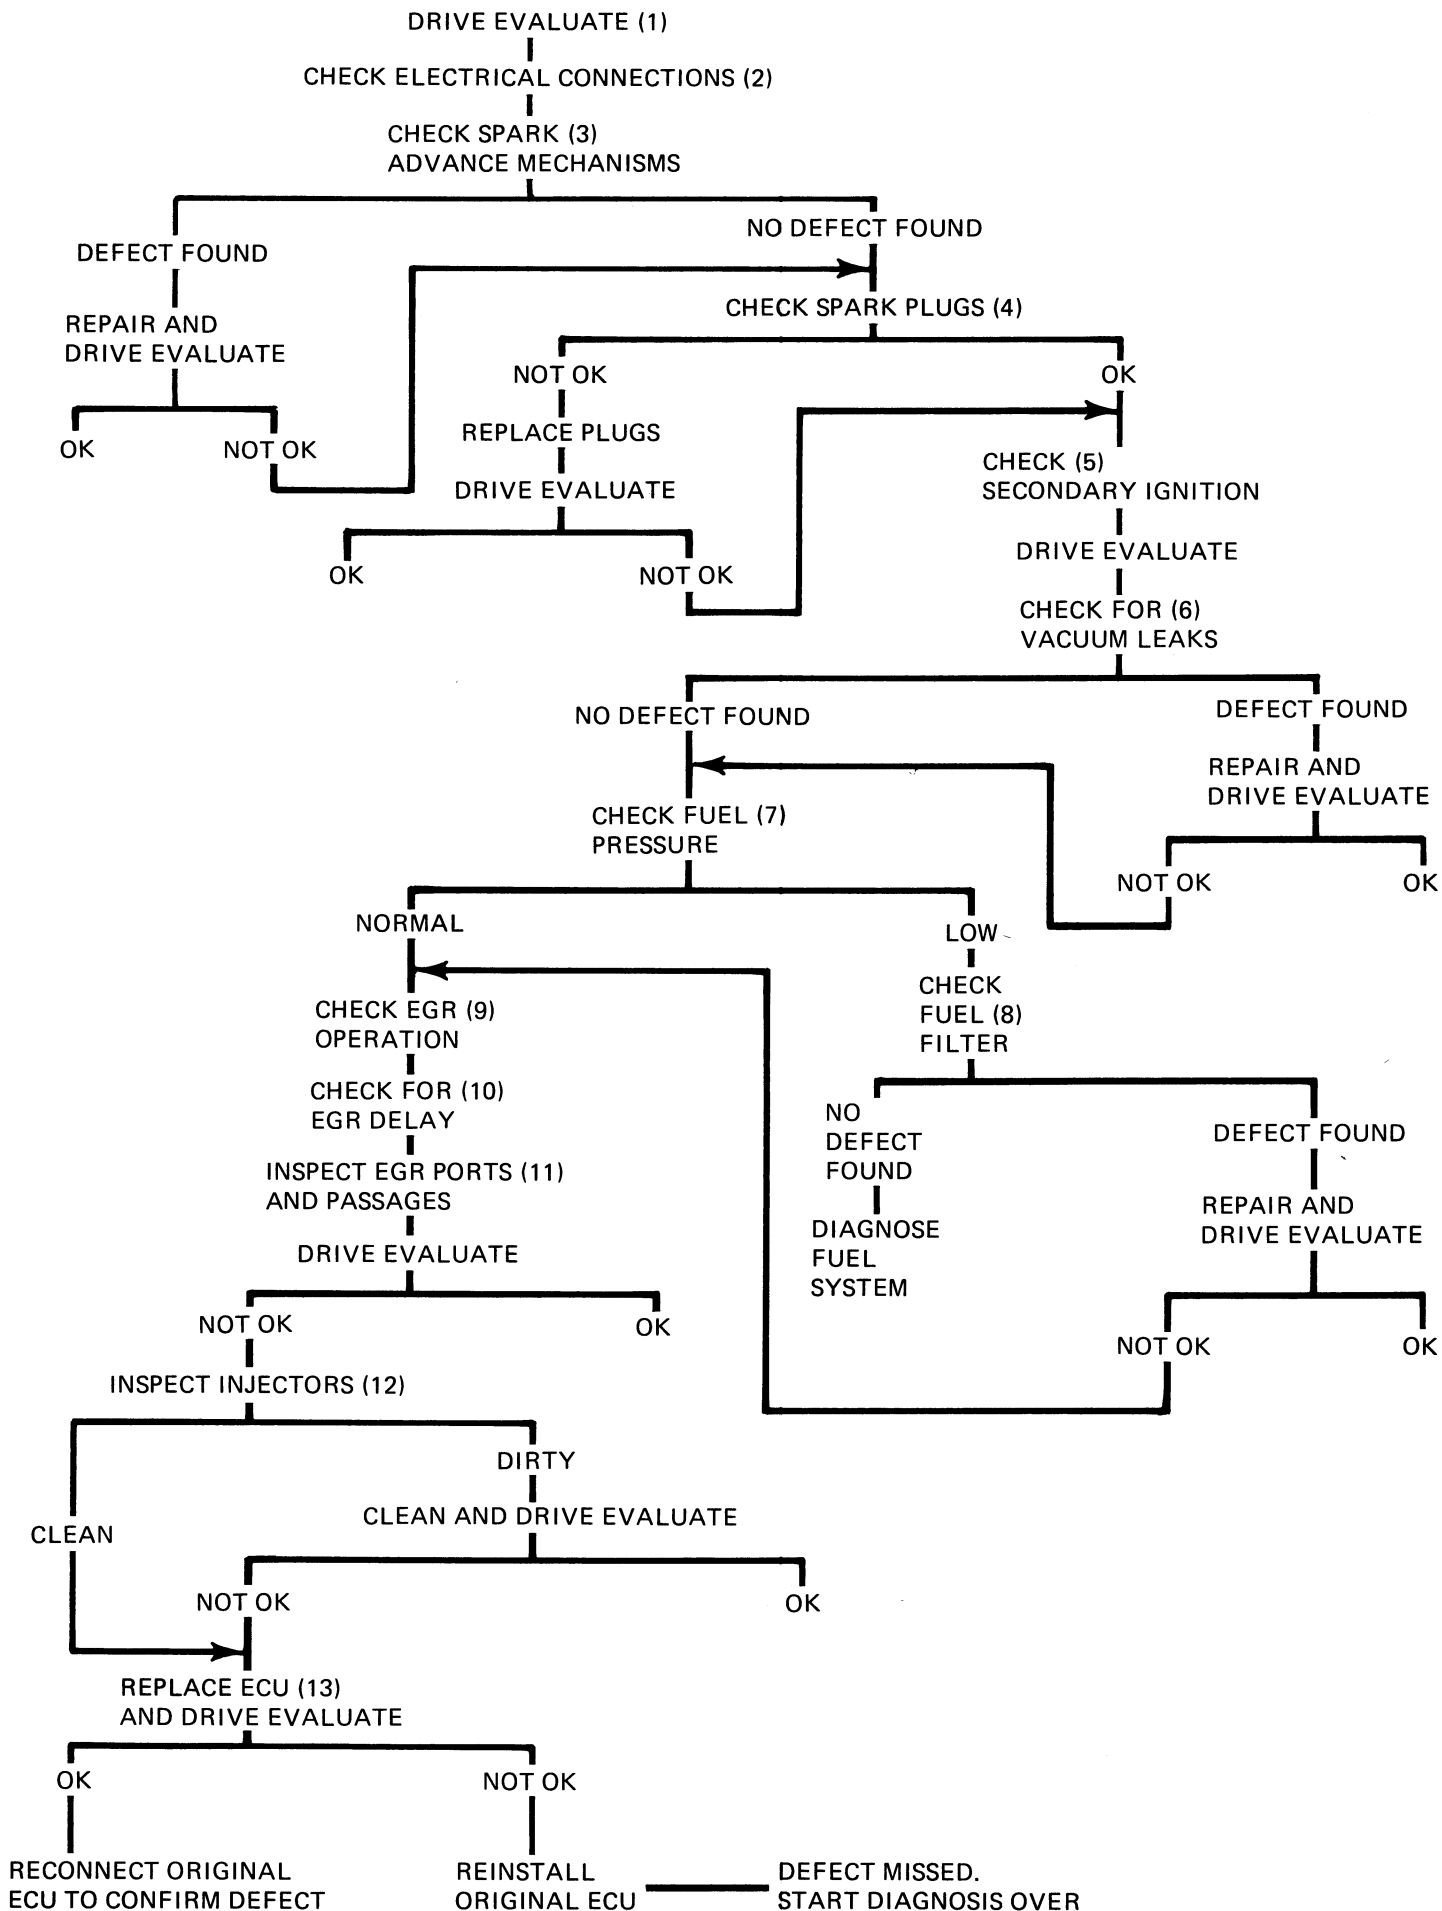 DRIVE EVALUATE (1)
CHECK ELECTRICAL CONNECTIONS (2)
CHECK SPARK (3)
ADVANCE MECHANISMS
DEFECT FOUND
REPAIR AND
DRIVE EVALUATE
OK
NOT OK
NO DEFECT FOUND
CHECK SPARK PLUGS (4)
NOT OK
REPLACE PLUGS
DRIVE EVALUATE
OK
NOT OK
OK
CHECK (5)
SECONDARY IGNITION
DRIVE EVALUATE
CHECK FOR (6)
VACUUM LEAKS
NO DEFECT FOUND
DEFECT FOUND
REPAIR AND
DRIVE EVALUATE
NOT OK
OK
CHECK FUEL (7)
PRESSURE
NORMAL
LOW
CHECK
FUEL (8)
FILTER
NO
DEFECT
FOUND
DIAGNOSE
FUEL
SYSTEM
DEFECT FOUND
REPAIR AND
DRIVE EVALUATE
NOT OK
OK
CHECK EGR (9)
OPERATION
CHECK FOR (10)
EGR DELAY
INSPECT EGR PORTS (11)
AND PASSAGES
DRIVE EVALUATE
NOT OK
OK
INSPECT INJECTORS (12)
CLEAN
DIRTY
CLEAN AND DRIVE EVALUATE
NOT OK
OK
REPLACE ECU (13)
AND DRIVE EVALUATE
OK
NOT OK
RECONNECT ORIGINAL
ECU TO CONFIRM DEFECT
REINSTALL
ORIGINAL ECU
DEFECT MISSED.
START DIAGNOSIS OVER